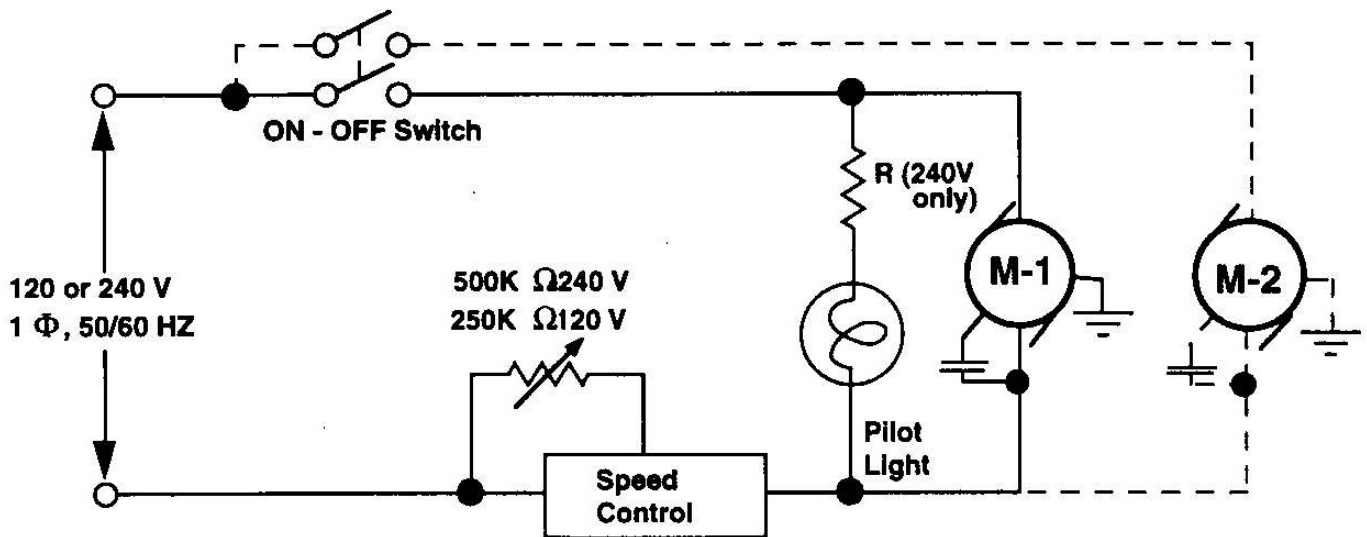 ON - OFF Switch
R (240V
only)
M-1
M-2
120 or 240 V
1 Φ, 50/60 HZ
500K Ω240 V
250K Ω120 V
Pilot
Light
Speed
Control